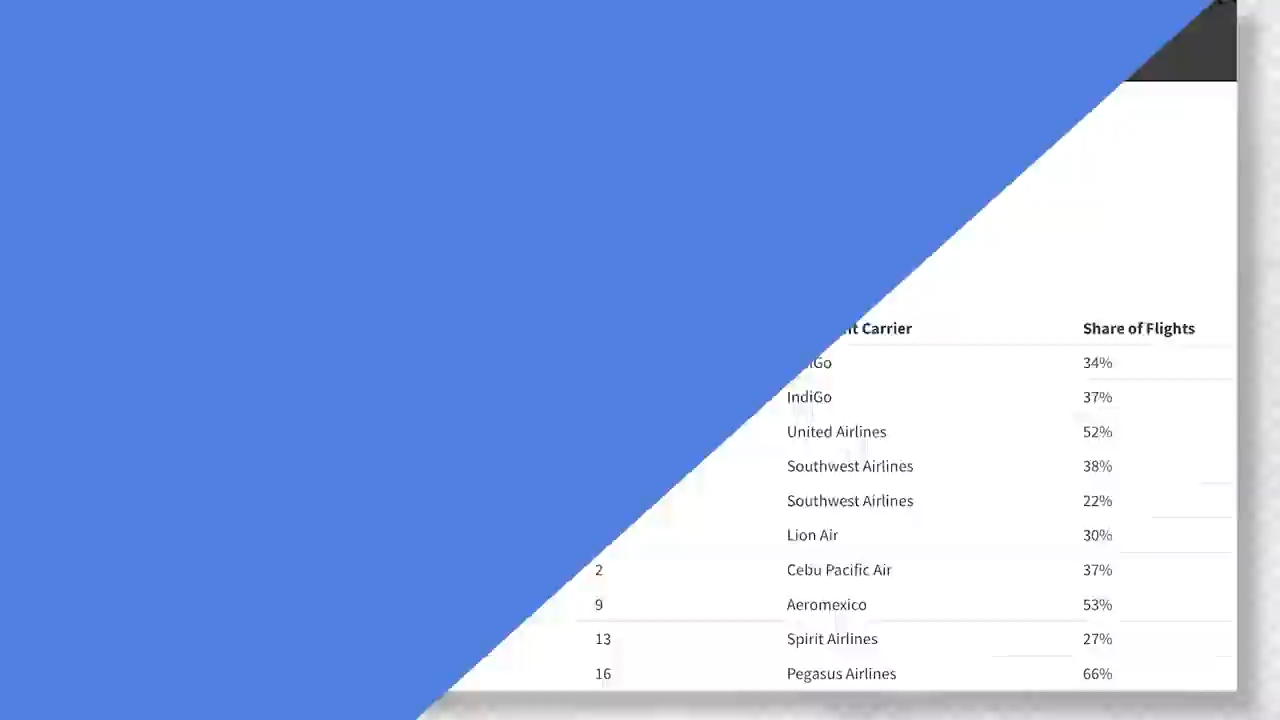 Carrier Share of Flights
34%
IndiGo 37%
United Airlines 52%
Southwest Airlines 38%
Southwest Airlines 22%
Lion Air 30%
2 Cebu Pacific Air 37%
9 Aeromexico 53%
13 Spirit Airlines 27%
16 Pegasus Airlines 66%